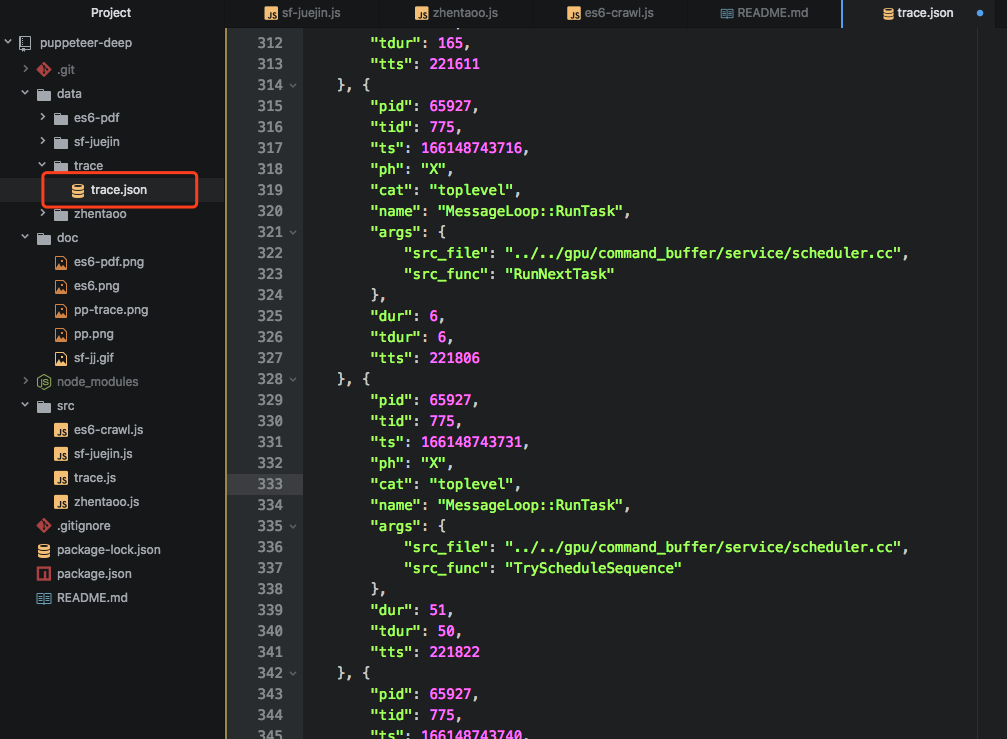 Project
puppeteer-deep
.git
data
es6-pdf
sf-juejin
trace
trace.json
zhentaoo
doc
es6-pdf.png
es6.png
pp-trace.png
pp.png
sf-jj.gif
node_modules
src
es6-crawl.js
sf-juejin.js
trace.js
zhentaoo.js
.gitignore
package-lock.json
package.json
README.md
sf-juejin.js zhentaoo.js es6-crawl.js README.md trace.json
312 "tdur": 165,
313 "tts": 221611
314 }, {
315 "pid": 65927,
316 "tid": 775,
317 "ts": 166148743716,
318 "ph": "X",
319 "cat": "toplevel",
320 "name": "MessageLoop::RunTask",
321 "args": {
322 "src_file": "../../gpu/command_buffer/service/scheduler.cc",
323 "src_func": "RunNextTask"
324 },
325 "dur": 6,
326 "tdur": 6,
327 "tts": 221806
328 }, {
329 "pid": 65927,
330 "tid": 775,
331 "ts": 166148743731,
332 "ph": "X",
333 "cat": "toplevel",
334 "name": "MessageLoop::RunTask",
335 "args": {
336 "src_file": "../../gpu/command_buffer/service/scheduler.cc",
337 "src_func": "TryScheduleSequence"
338 },
339 "dur": 51,
340 "tdur": 50,
341 "tts": 221822
342 }, {
343 "pid": 65927,
344 "tid": 775,
345 "ts": 166148743740,